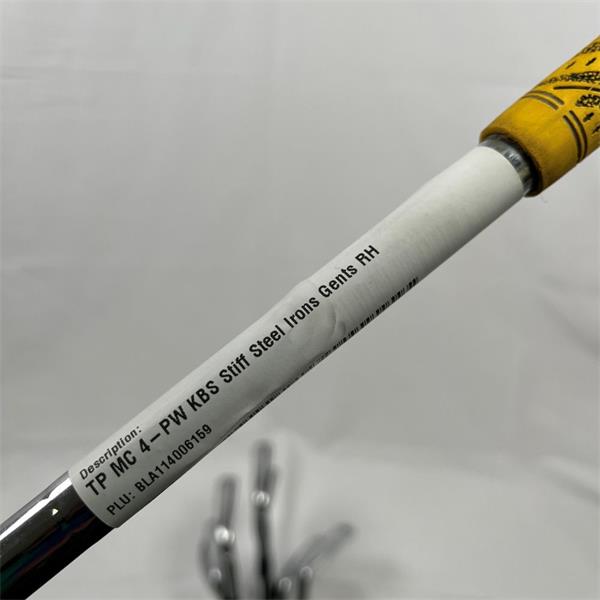 Description:
TP MC 4-PW KBS Stiff Steel Irons Gents RH
PLU: BLA114006159